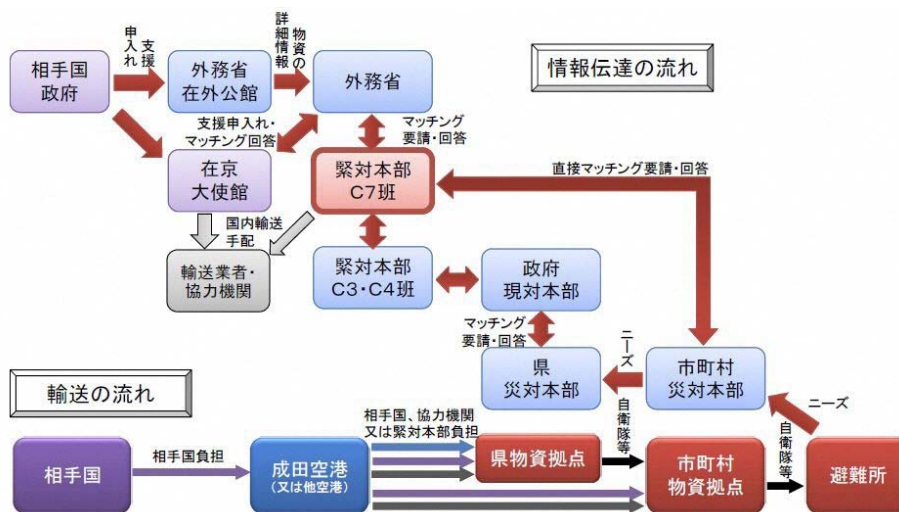 支援
申入れ
物資の
詳細情報
相手国
政府
外務省
在外公館
外務省
情報伝達の流れ
支援申入れ・
マッチング回答
マッチング
要請・回答
在京
大使館
緊対本部
C7班
直接マッチング要請・回答
国内輸送
手配
輸送業者・
協力機関
緊対本部
C3・C4班
政府
現対本部
マッチング
要請・回答
県
災対本部
ニーズ
市町村
災対本部
輸送の流れ
相手国、協力機関
又は緊対本部負担
自衛隊等
自衛隊等
ニーズ
相手国
相手国負担
成田空港
(又は他空港)
県物資拠点
市町村
物資拠点
避難所